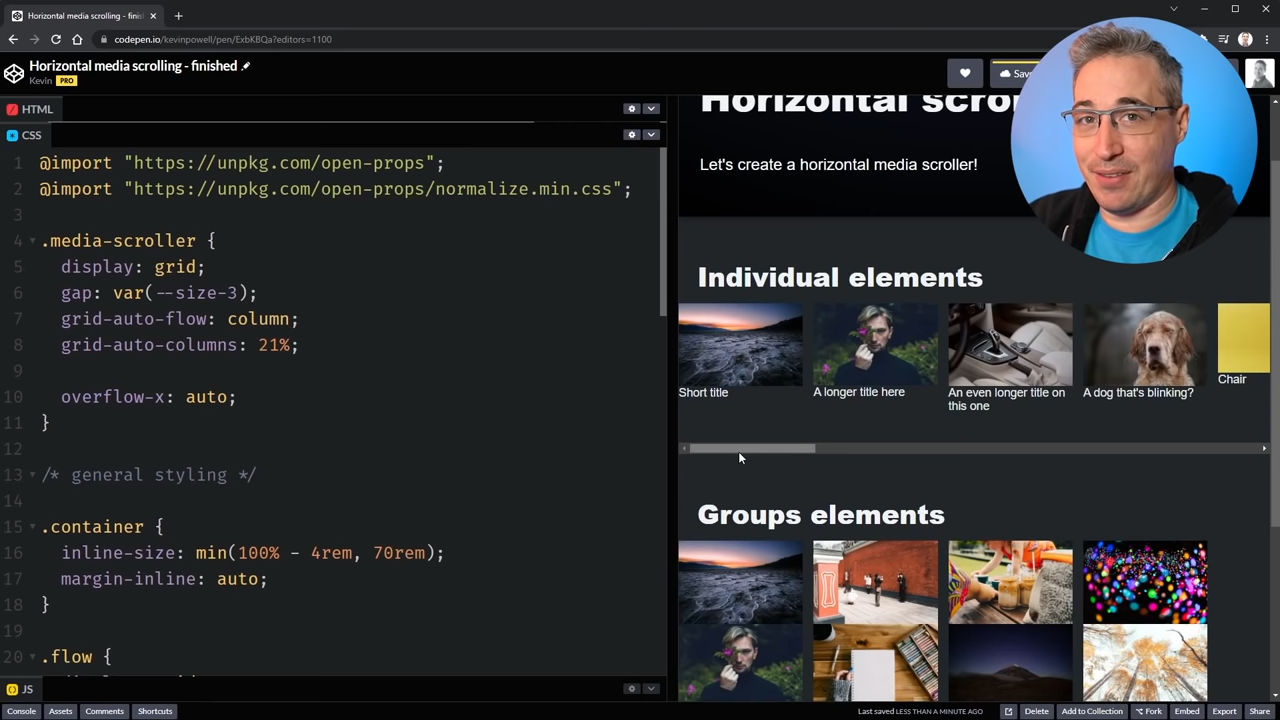 Horizontal media scrolling - finis
codepen.io/kevinpowell/pen/ExbKBQa?editors=1100
Horizontal media scrolling - finished
Kevin PRO
Sav
HTML
CSS
1 @import "https://unpkg.com/open-props";
2 @import "https://unpkg.com/open-props/normalize.min.css";
3
4 .media-scroller {
5 display: grid;
6 gap: var(--size-3);
7 grid-auto-flow: column;
8 grid-auto-columns: 21%;
9
10 overflow-x: auto;
11 }
12
13 /* general styling */
14
15 .container {
16 inline-size: min(100% - 4rem, 70rem);
17 margin-inline: auto;
18 }
19
20 .flow {
JS
Horizontal scro
Let's create a horizontal media scroller!
Individual elements
Short title
A longer title here
An even longer title on
this one
A dog that's blinking?
Chair
Groups elements
Console Assets Comments Shortcuts
Last saved LESS THAN A MINUTE AGO
Delete Add to Collection Fork Embed Export Share